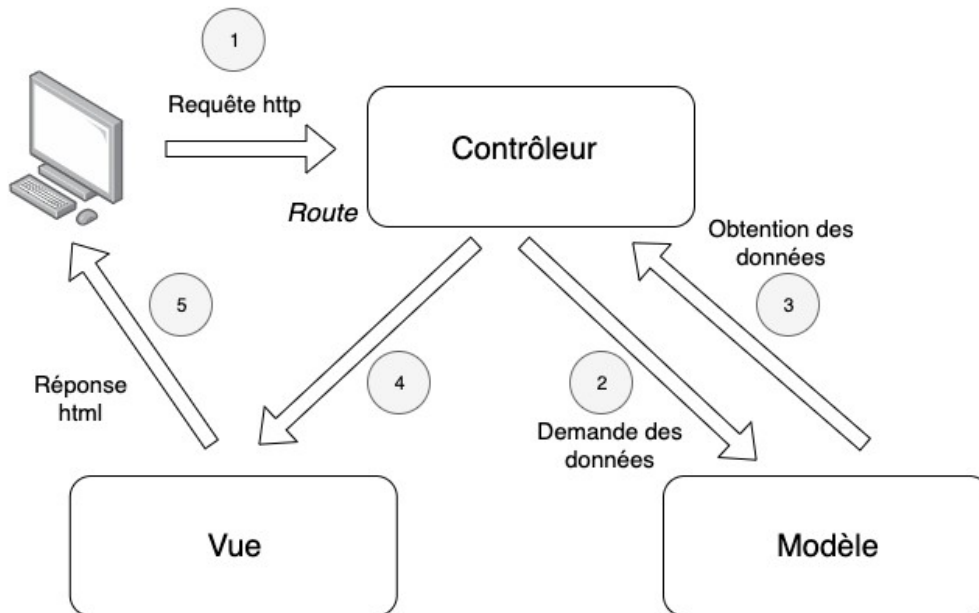 1
Requête http
Contrôleur
Route
Obtention des
données
3
5
4
2
Réponse
html
Demande des
données
Vue
Modèle